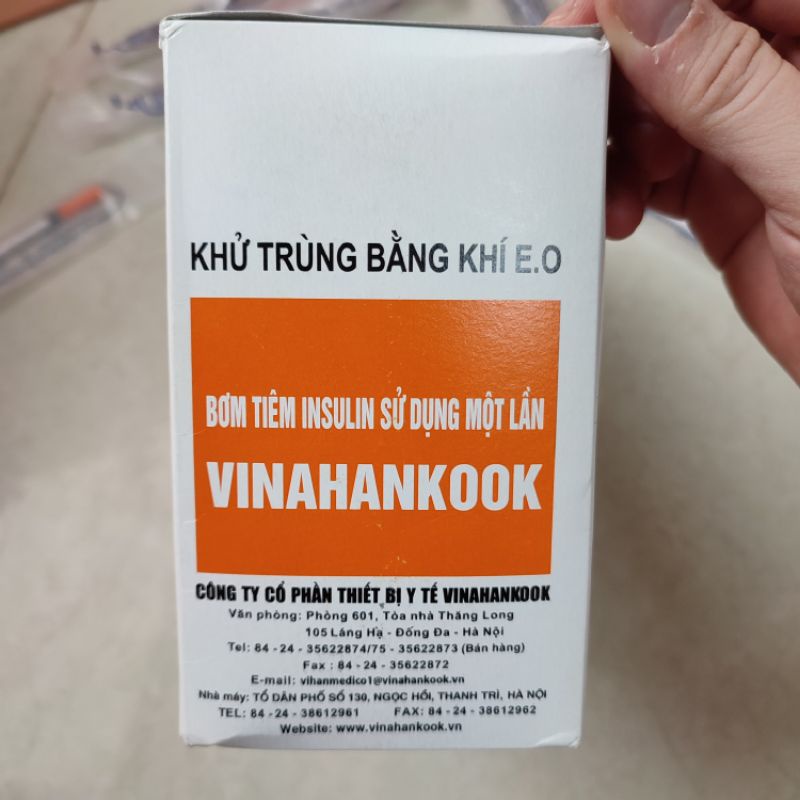 KHỬ TRÙNG BẰNG KHÍ E.O
BƠM TIÊM INSULIN SỬ DỤNG MỘT LẦN
VINAHANKOOK
CÔNG TY CỔ PHẦN THIẾT BỊ Y TẾ VINAHANKOOK
Văn phòng: Phòng 601, Tòa nhà Thăng Long
105 Láng Hạ - Đống Đa - Hà Nội
Tel: 84 - 24 - 35622874/75 - 35622873 (Bán hàng)
Fax : 84 - 24 - 35622872
E-mail: vihanmedico1@vinahankook.vn
Nhà máy: TỔ DÂN PHỐ SỐ 130, NGỌC HỒI, THANH TRÌ, HÀ NỘI
TEL: 84 - 24 - 38612961 FAX: 84 - 24 - 38612962
Website: www.vinahankook.vn